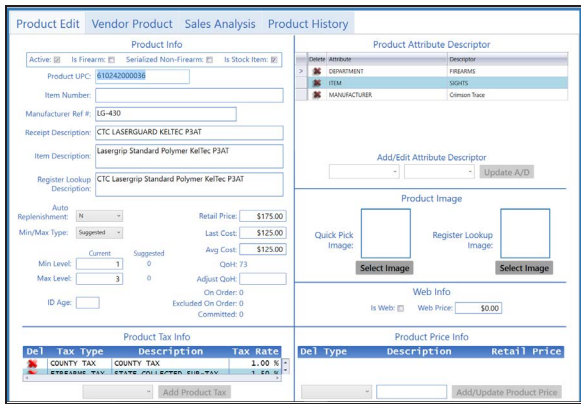 Product Edit Vendor Product Sales Analysis Product History
Product Info
Active: Is Firearm: Serialized Non-Firearm: Is Stock Item:
Product UPC: 610242000036
Item Number:
Manufacturer Ref #: LG-430
Receipt Description: CTC LASERGUARD KELTEC P3AT
Item Description: Lasergrip Standard Polymer KelTec P3AT
Register Lookup Description: CTC Lasergrip Standard Polymer KelTec P3AT
Auto Replenishment: N
Retail Price: $175.00
Min/Max Type: Suggested
Last Cost: $125.00
Current Suggested
Avg Cost: $125.00
Min Level: 1 0
QoH: 73
Max Level: 3 0
Adjust QoH:
On Order: 0
ID Age:
Excluded On Order: 0
Committed: 0
Product Tax Info
Del Tax Type Description Tax Rate
COUNTY TAX COUNTY TAX 1.00 %
FIREARMS TAX STATE COLLECTED SUB-TAX 1.50 %
Add Product Tax
Product Attribute Descriptor
Delete Attribute Descriptor
> DEPARTMENT FIREARMS
ITEM SIGHTS
MANUFACTURER Crimson Trace
Add/Edit Attribute Descriptor
Update A/D
Product Image
Quick Pick Image:
Register Lookup Image:
Select Image Select Image
Web Info
Is Web: Web Price: $0.00
Product Price Info
Del Type Description Retail Price
Add/Update Product Price